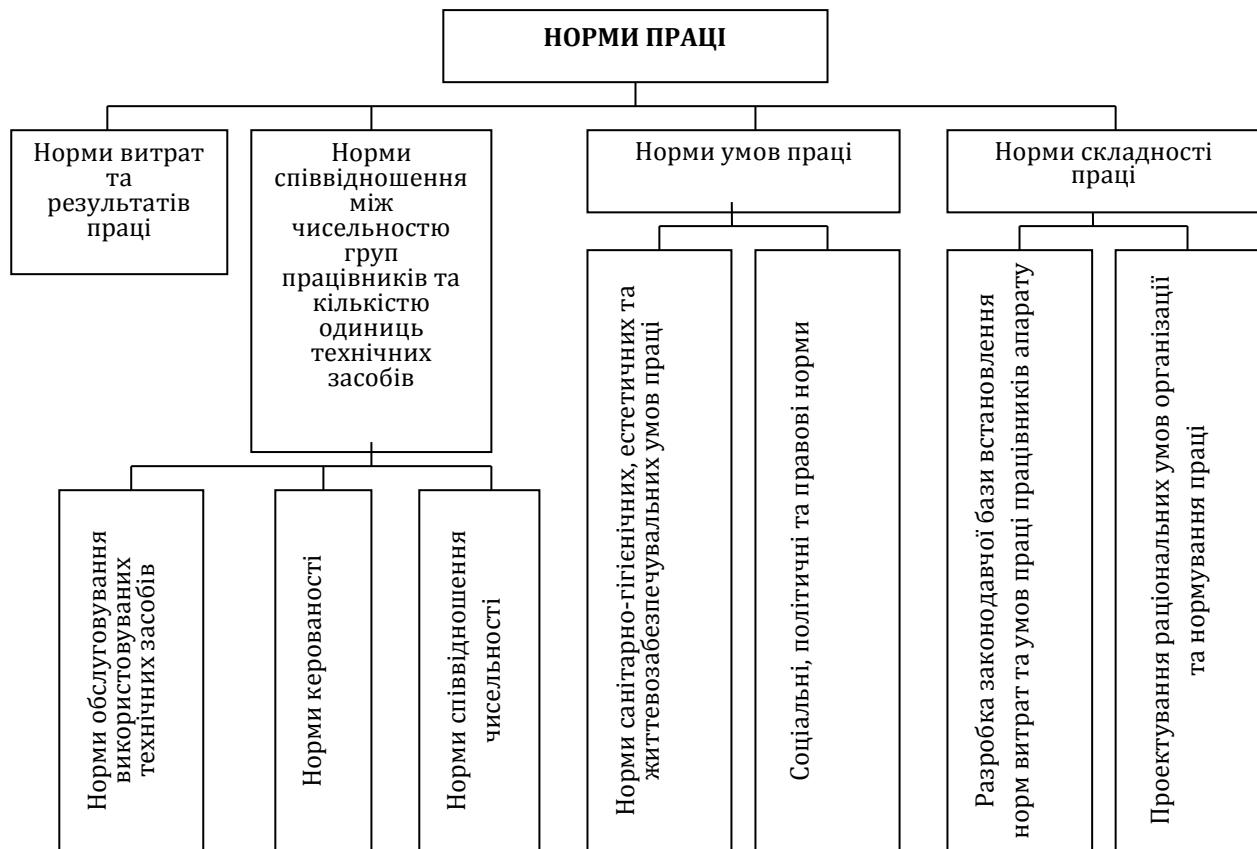 НОРМИ ПРАЦІ
Норми витрат
та
результатів
праці
Норми
співвідношення
між
чисельністю
груп
працівників та
кількістю
одиниць
технічних
засобів
Норми умов праці
Норми складності
праці
Норми обслуговування
використовуваних
технічних засобів
Норми керованості
Норми співвідношення
чисельності
Норми санітарно-гігієнічних, естетичних та
життевозабезпечувальних умов праці
Соціальні, політичні та правові норми
Разробка законодавчої бази встановлення
норм витрат та умов праці працівників апарату
Проектування раціональних умов організації
та нормування праці